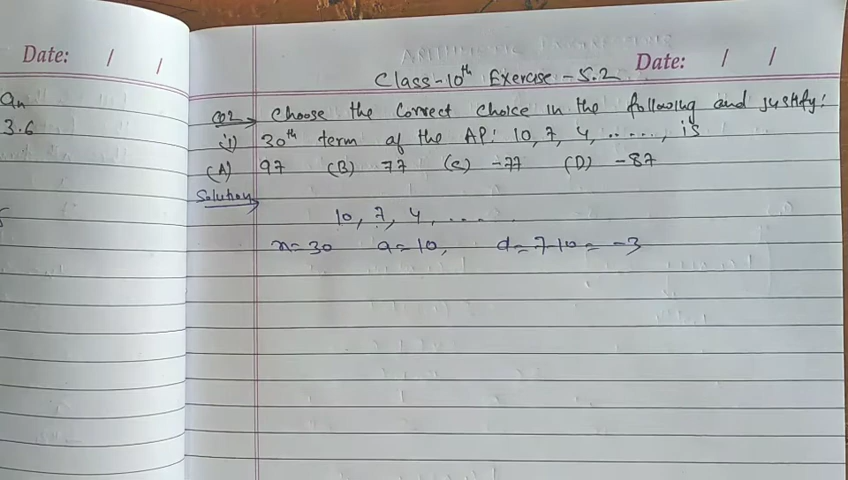 Date: / /
an
3.6
Date: / /
Class-10th Exercise - 5.2
Q2 → Choose the Correct Choice in the following and justify:
(i) 30th term of the AP: 10, 7, 4, ......, is
(A) 97 (B) 77 (C) -77 (D) -87
Solution →
10, 7, 4, ....
n=30 a=10, d=7-10 = -3